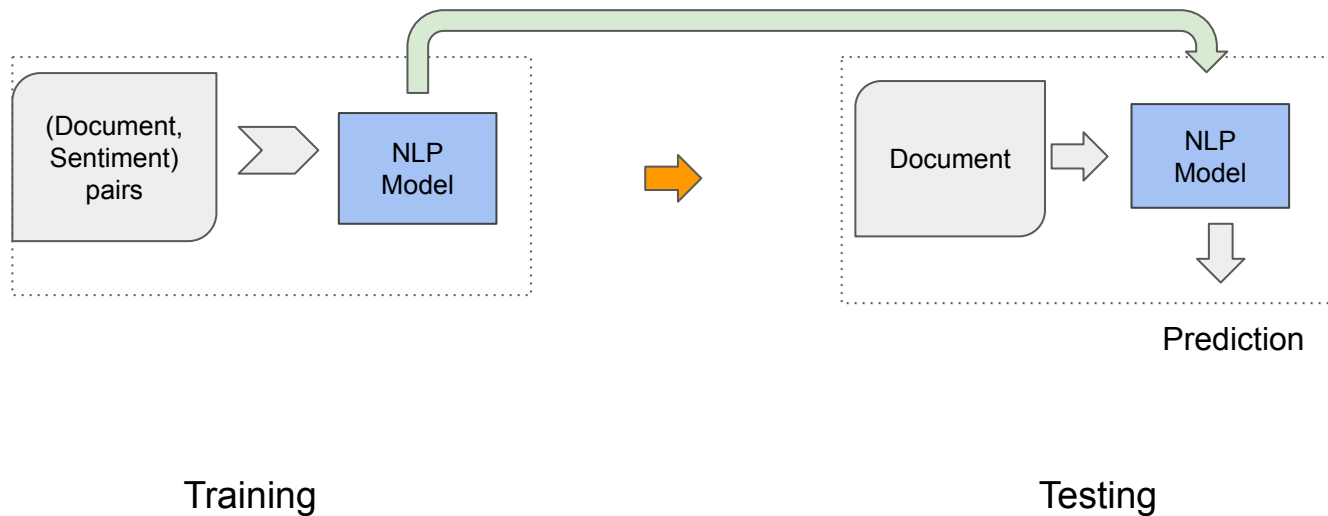 (Document,
Sentiment)
pairs
NLP
Model
Document
NLP
Model
Prediction
Training
Testing